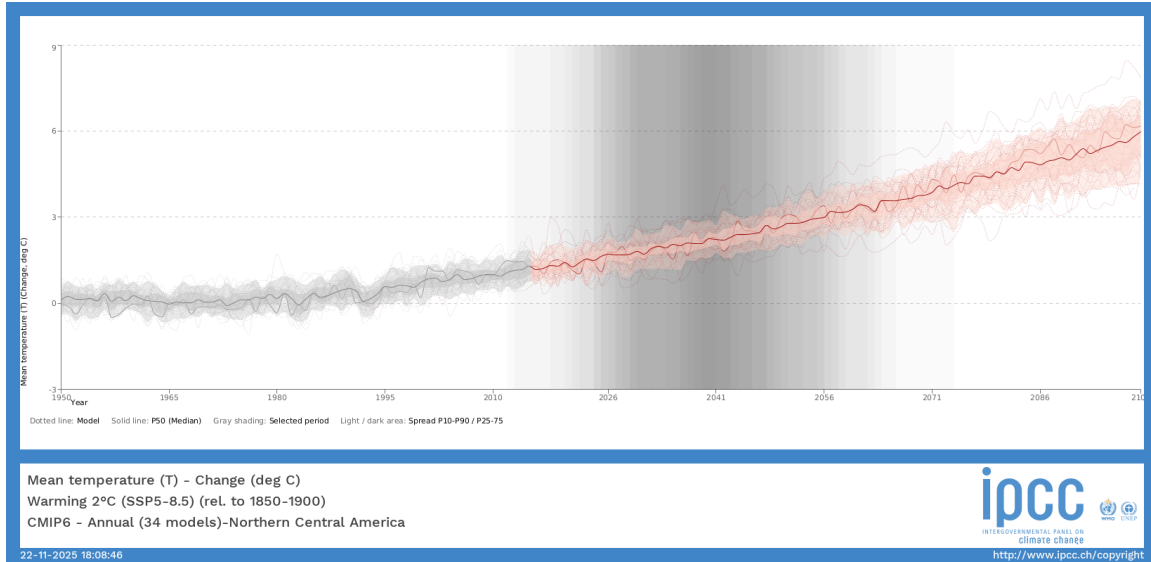 9
6
3
0
-3
Mean temperature (T) (Change, deg C)
1950 1965 1980 1995 2010 2026 2041 2056 2071 2086 210
Year
Dotted line: Model Solid line: P50 (Median) Gray shading: Selected period Light / dark area: Spread P10-P90 / P25-75
Mean temperature (T) - Change (deg C)
Warming 2°C (SSP5-8.5) (rel. to 1850-1900)
CMIP6 - Annual (34 models)-Northern Central America
ipcc
INTERGOVERNMENTAL PANEL ON
climate change
WMO UNEP
22-11-2025 18:08:46 http://www.ipcc.ch/copyright